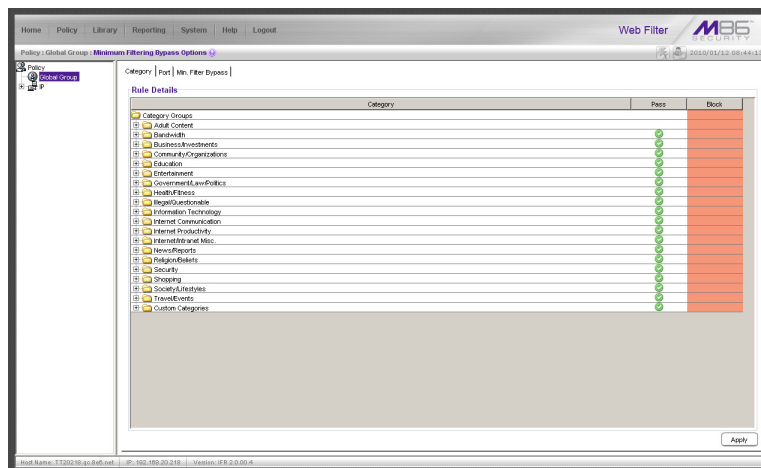 Home Policy Library Reporting System Help Logout
Web Filter
M86
SECURITY
Policy : Global Group : Minimum Filtering Bypass Options
2010/01/12 08:44:1
Policy
Global Group
IP
Category Port Min. Filter Bypass
Rule Details
Category Pass Block
Category Groups
Adult Content
Bandwidth
Business/Investments
Community/Organizations
Education
Entertainment
Government/Law/Politics
Health/Fitness
Illegal/Questionable
Information Technology
Internet Communication
Internet Productivity
Internet/Intranet Misc.
News/Reports
Religion/Beliefs
Security
Shopping
Society/Lifestyles
Travel/Events
Custom Categories
Apply
Host Name: TT20218.qc.8e6.net IP: 192.168.20.218 Version: IFR 2.0.00.4